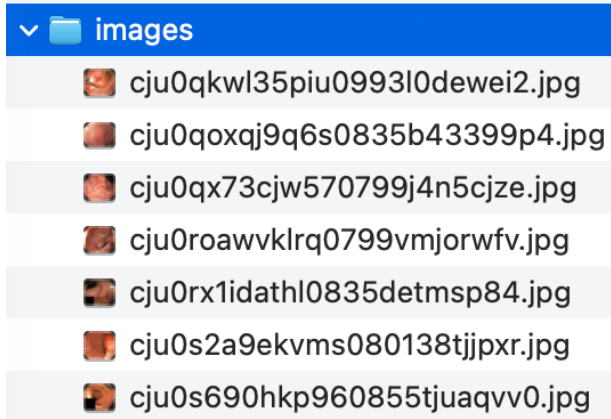 images
cju0qkwl35piu0993l0dewei2.jpg
cju0qoxqj9q6s0835b43399p4.jpg
cju0qx73cjw570799j4n5cjze.jpg
cju0roawvklrq0799vmjorwfv.jpg
cju0rx1idathl0835detmsp84.jpg
cju0s2a9ekvms080138tjjpxr.jpg
cju0s690hkp960855tjuaqvv0.jpg